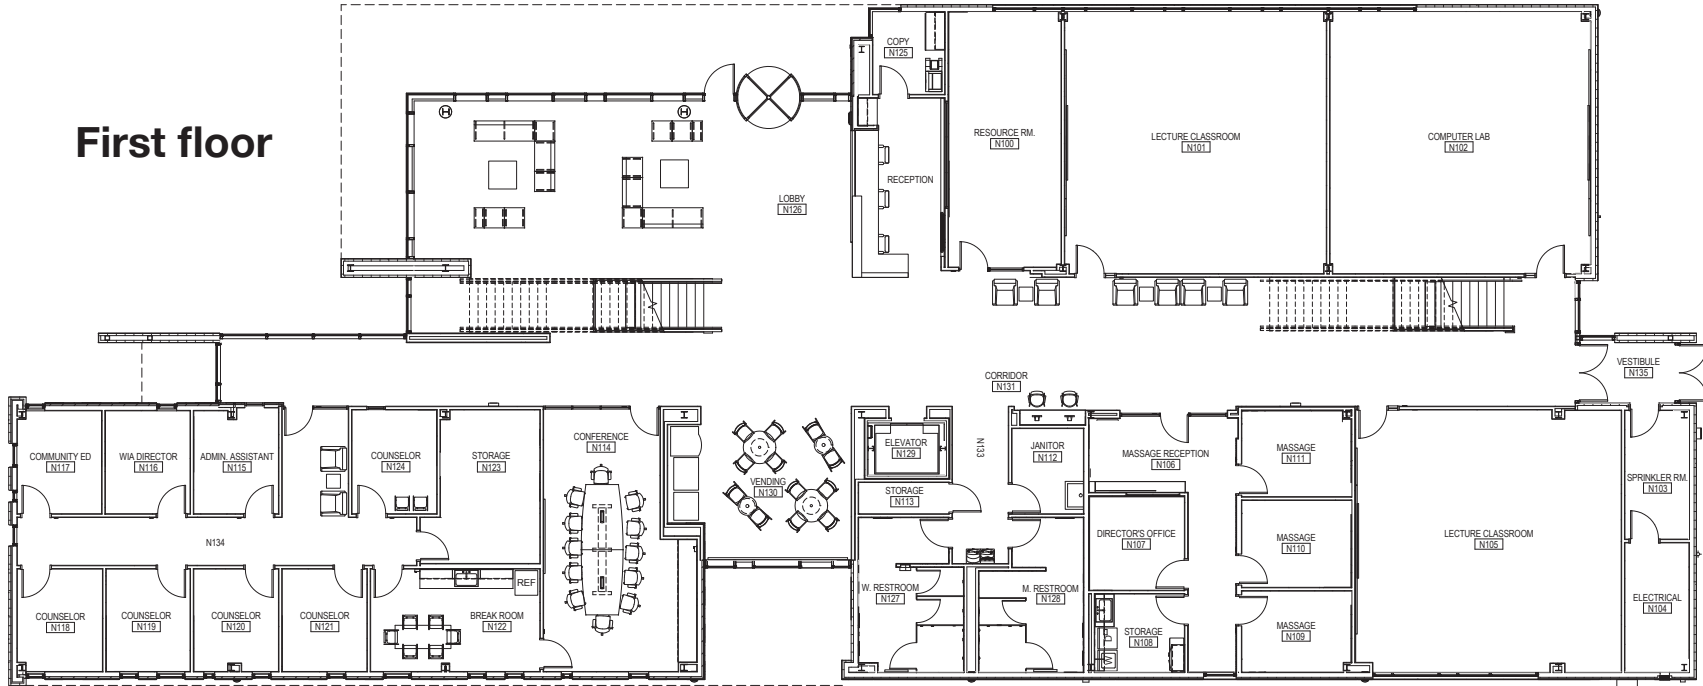 First floor
COPY
N125
RESOURCE RM.
N100
LECTURE CLASSROOM
N101
COMPUTER LAB
N102
RECEPTION
LOBBY
N126
CORRIDOR
N131
VESTIBULE
N135
COMMUNITY ED
N117
WIA DIRECTOR
N116
ADMIN. ASSISTANT
N115
COUNSELOR
N124
STORAGE
N123
CONFERENCE
N114
VENDING
N130
ELEVATOR
N129
N133
JANITOR
N112
MASSAGE RECEPTION
N106
MASSAGE
N111
SPRINKLER RM.
N103
STORAGE
N113
N134
DIRECTOR'S OFFICE
N107
MASSAGE
N110
LECTURE CLASSROOM
N105
REF
COUNSELOR
N118
COUNSELOR
N119
COUNSELOR
N120
COUNSELOR
N121
BREAK ROOM
N122
W. RESTROOM
N127
M. RESTROOM
N128
STORAGE
N108
D
W
MASSAGE
N109
ELECTRICAL
N104